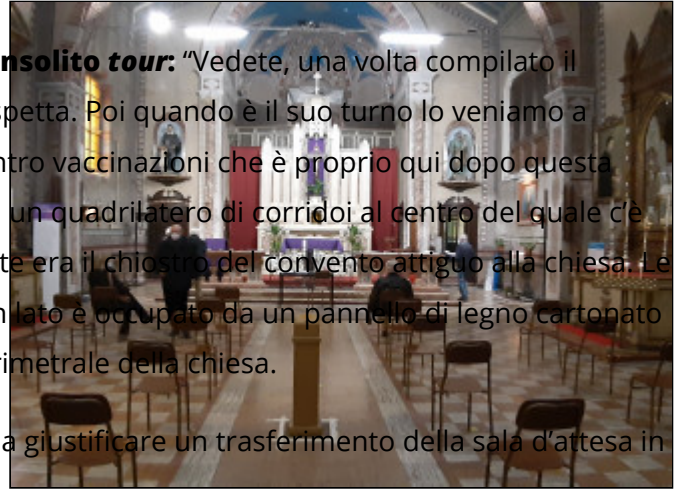 nsolito tour: “Vedete, una volta compilato il
spetta. Poi quando è il suo turno lo veniamo a
ntro vaccinazioni che è proprio qui dopo questa
un quadrilatero di corridoi al centro del quale c’è
te era il chiostro del convento attiguo alla chiesa. Le
n lato è occupato da un pannello di legno cartonato
rimetrale della chiesa.
a giustificare un trasferimento della sala d’attesa in